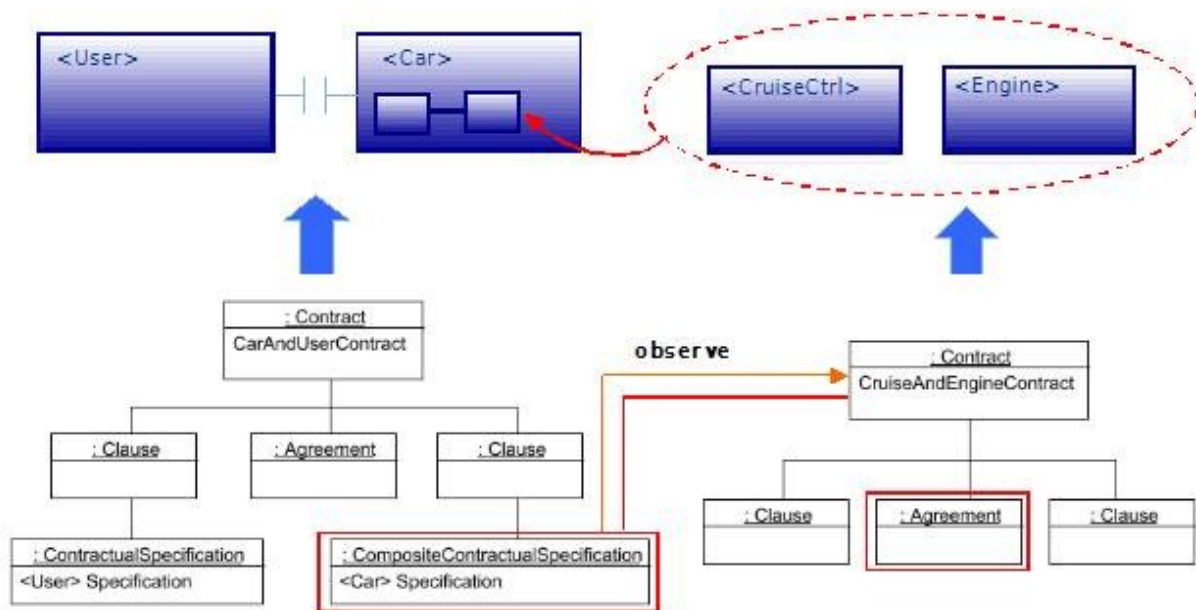 <User>
<Car>
<CruiseCtrl>
<Engine>
: Contract
CarAndUserContract
observe
: Contract
CruiseAndEngineContract
: Clause
: Agreement
: Clause
: Clause
: Agreement
: Clause
: ContractualSpecification
<User> Specification
: CompositeContractualSpecification
<Car> Specification